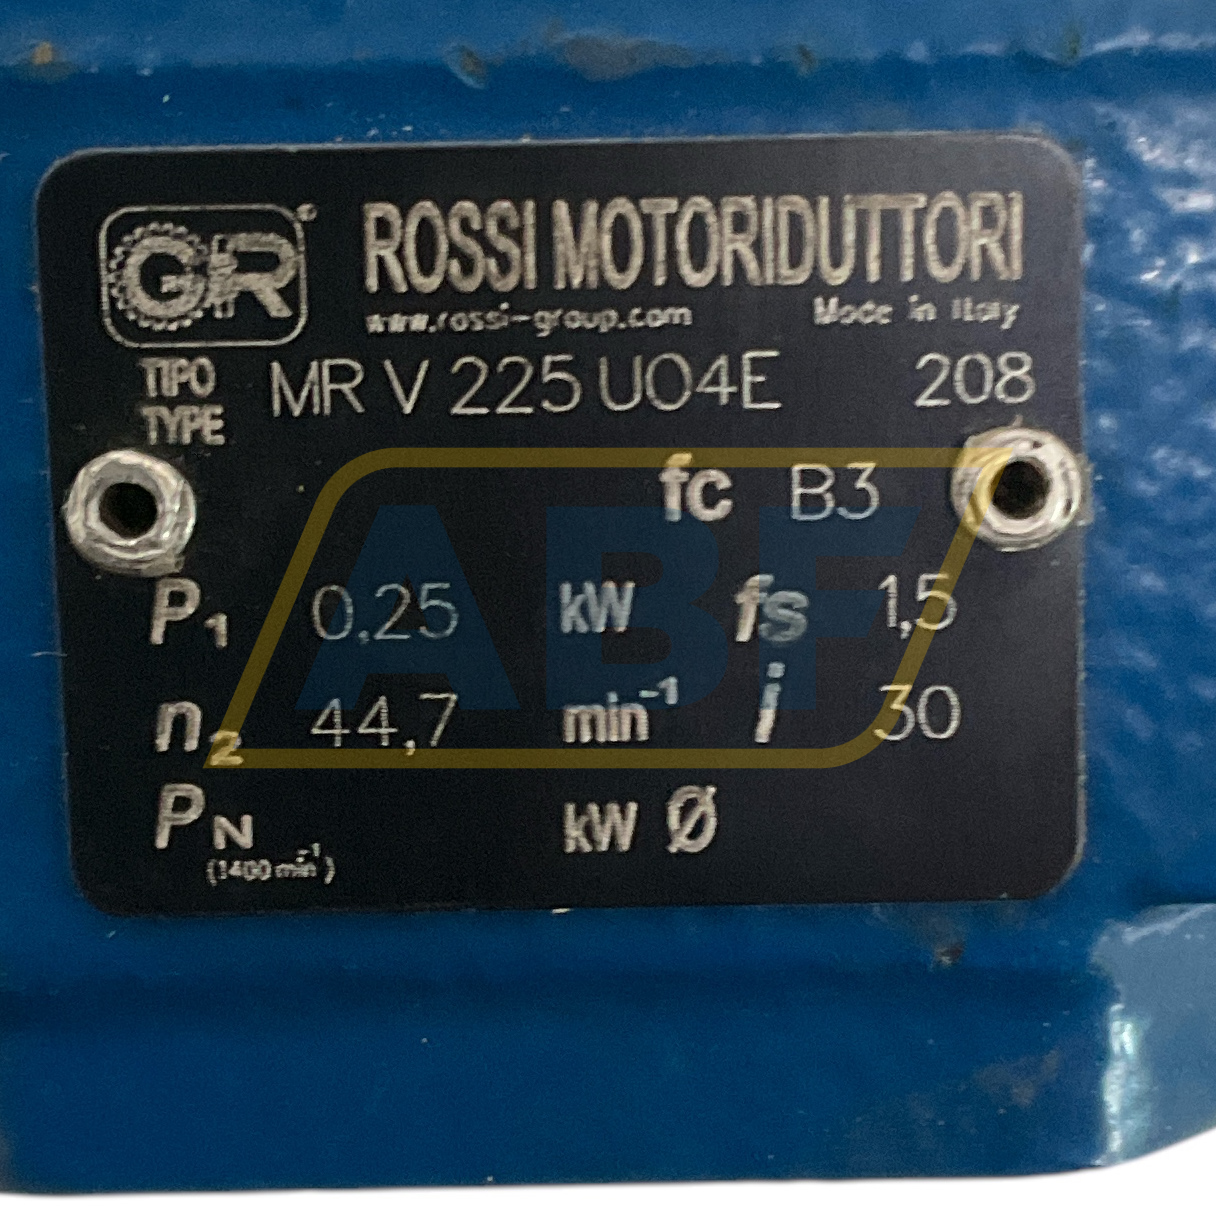 GR ROSSI MOTORIDUTTORI
www.rossi-group.com Made in Italy
TIPO
TYPE MR V 225 UO4E 208
fc B3
P1 0,25 kW fs 1,5
n2 44,7 min-1 i 30
PN kW Ø
(1400 min-1)
ABF